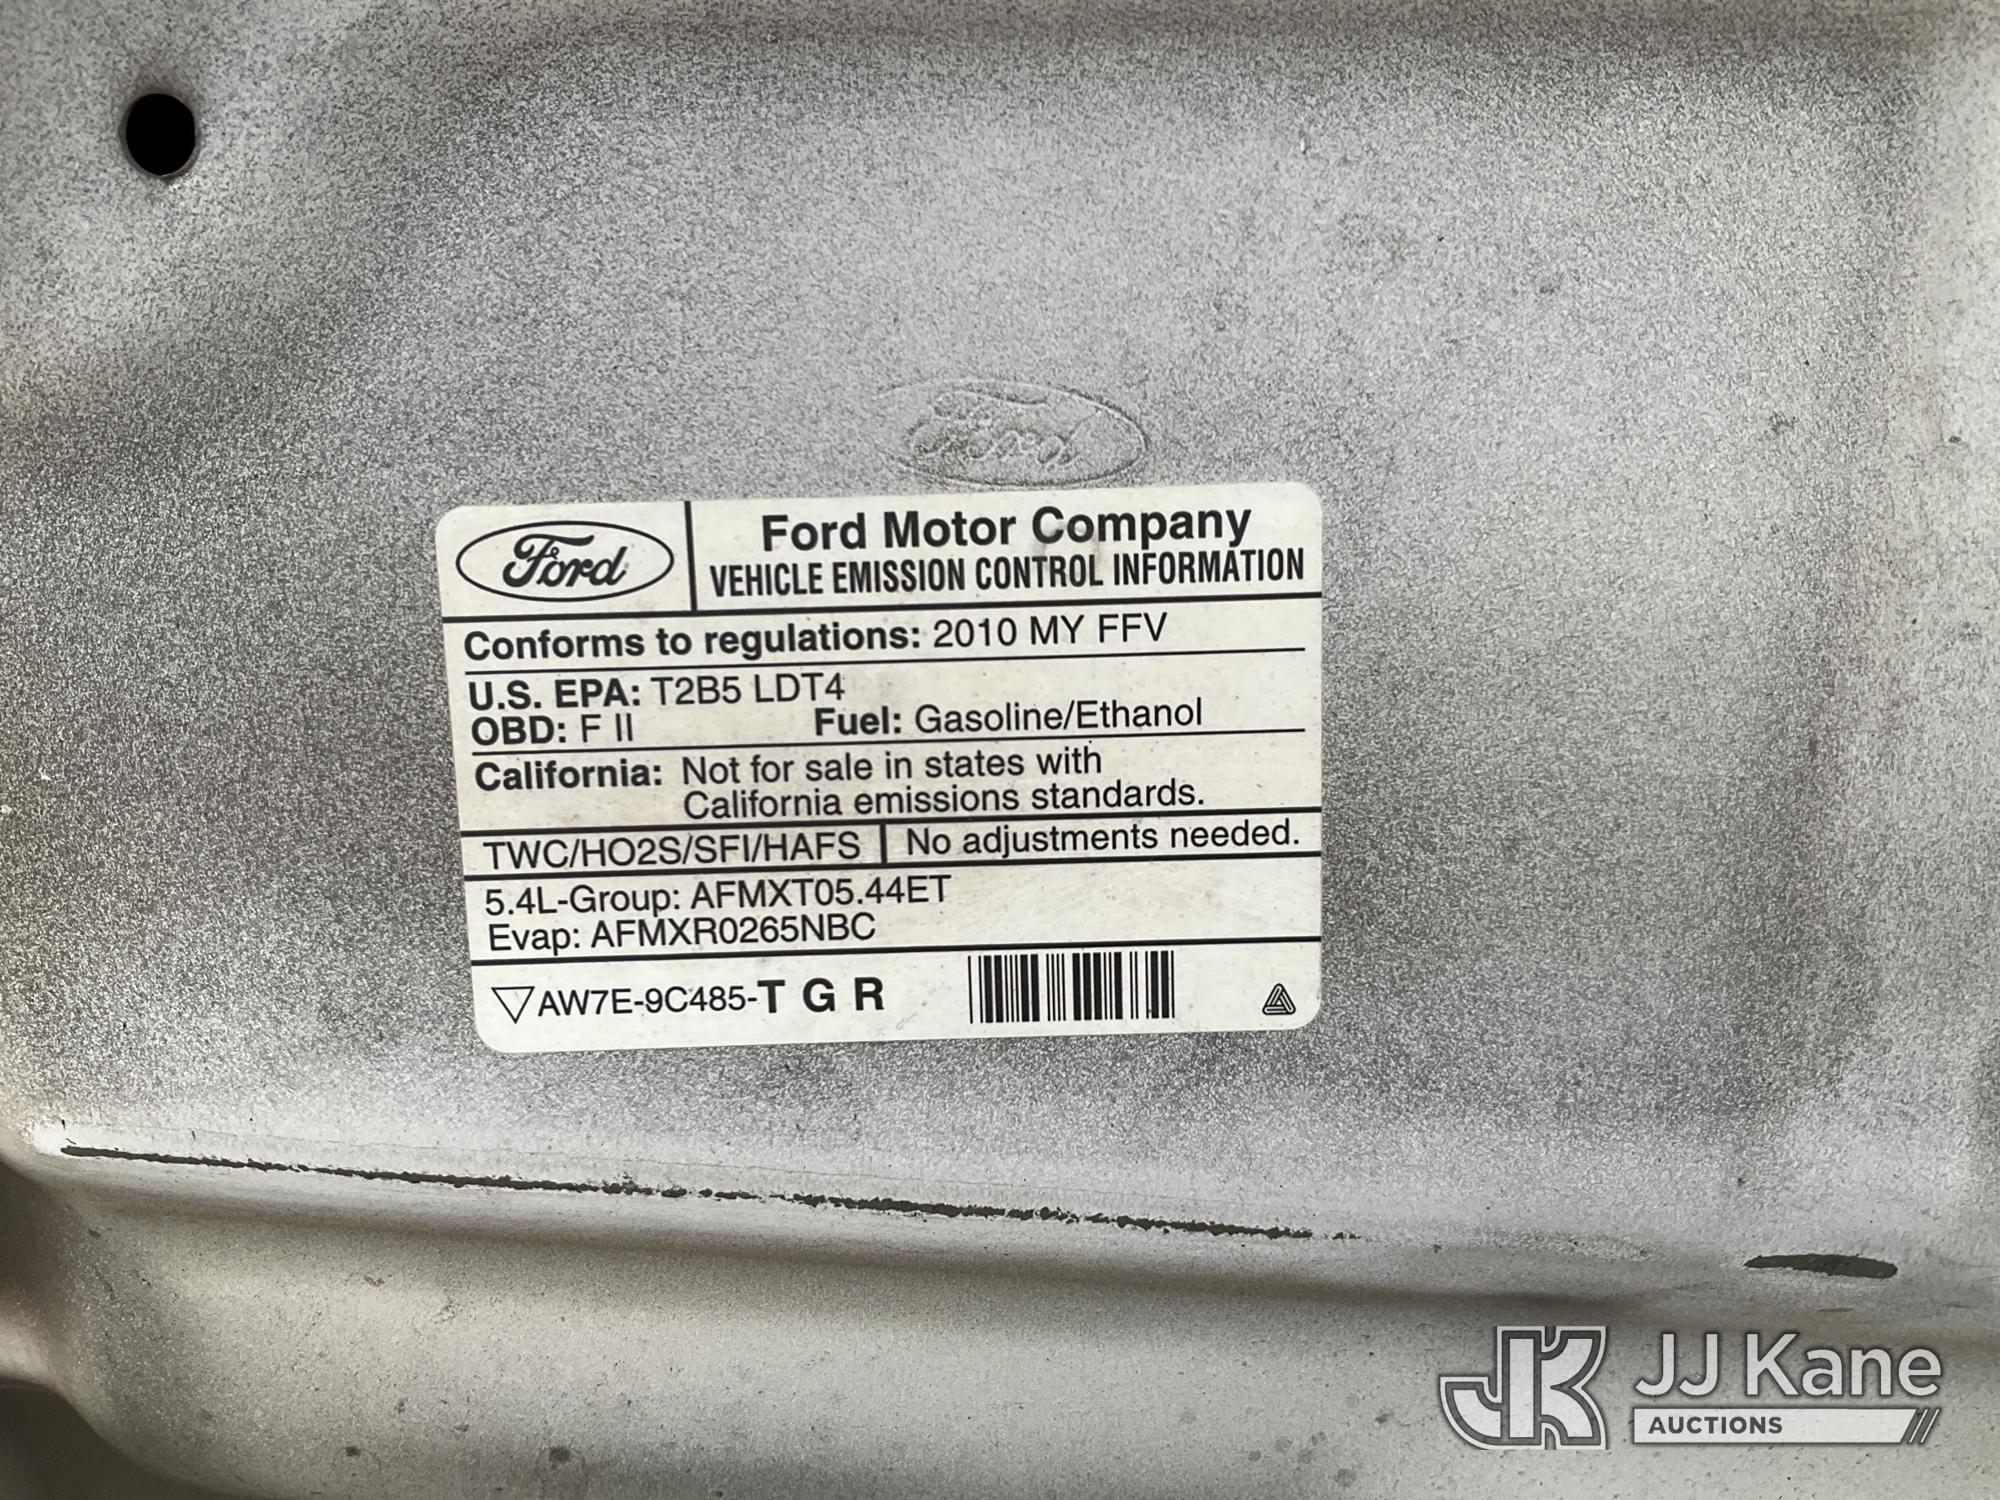 Ford
Ford
Ford Motor Company
VEHICLE EMISSION CONTROL INFORMATION
Conforms to regulations: 2010 MY FFV
U.S. EPA: T2B5 LDT4
OBD: F II Fuel: Gasoline/Ethanol
California: Not for sale in states with
California emissions standards.
TWC/HO2S/SFI/HAFS No adjustments needed.
5.4L-Group: AFMXT05.44ET
Evap: AFMXR0265NBC
AW7E-9C485-T G R
JK JJ Kane
AUCTIONS